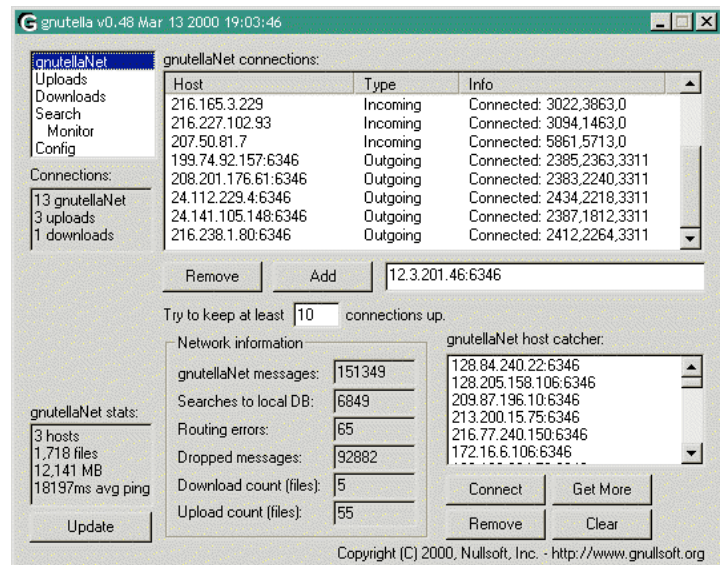 gnutella v0.48 Mar 13 2000 19:03:46
gnutellaNet
Uploads
Downloads
Search
Monitor
Config
Connections:
13 gnutellaNet
3 uploads
1 downloads
gnutellaNet connections:
Host Type Info
216.165.3.229 Incoming Connected: 3022,3863,0
216.227.102.93 Incoming Connected: 3094,1463,0
207.50.81.7 Incoming Connected: 5861,5713,0
199.74.92.157:6346 Outgoing Connected: 2385,2363,3311
208.201.176.61:6346 Outgoing Connected: 2383,2240,3311
24.112.229.4:6346 Outgoing Connected: 2434,2218,3311
24.141.105.148:6346 Outgoing Connected: 2387,1812,3311
216.238.1.80:6346 Outgoing Connected: 2412,2264,3311
Remove Add 12.3.201.46:6346
Try to keep at least 10 connections up.
Network information
gnutellaNet messages: 151349
Searches to local DB: 6849
Routing errors: 65
Dropped messages: 92882
Download count (files): 5
Upload count (files): 55
gnutellaNet host catcher:
128.84.240.22:6346
128.205.158.106:6346
209.87.196.10:6346
213.200.15.75:6346
216.77.240.150:6346
172.16.6.106:6346
Connect Get More
Remove Clear
gnutellaNet stats:
3 hosts
1,718 files
12,141 MB
18197ms avg ping
Update
Copyright (C) 2000, Nullsoft, Inc. - http://www.gnullsoft.org